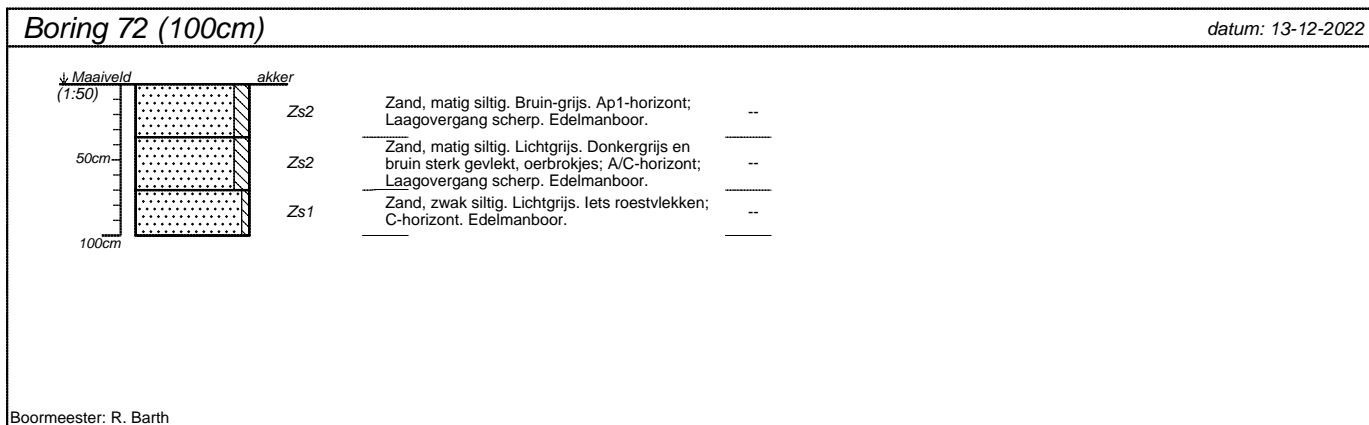 Boring 72 (100cm)
datum: 13-12-2022
Maaiveld
akker
(1:50)
Zs2
Zand, matig siltig. Bruin-grijs. Ap1-horizont;
Laagovergang scherp. Edelmanboor.
--
50cm
Zs2
Zand, matig siltig. Lichtgrijs. Donkergrijs en
bruin sterk gevlekt, oerbrokjes; A/C-horizont;
Laagovergang scherp. Edelmanboor.
--
Zs1
Zand, zwak siltig. Lichtgrijs. Iets roestvlekken;
C-horizont. Edelmanboor.
--
100cm
Boormeester: R. Barth